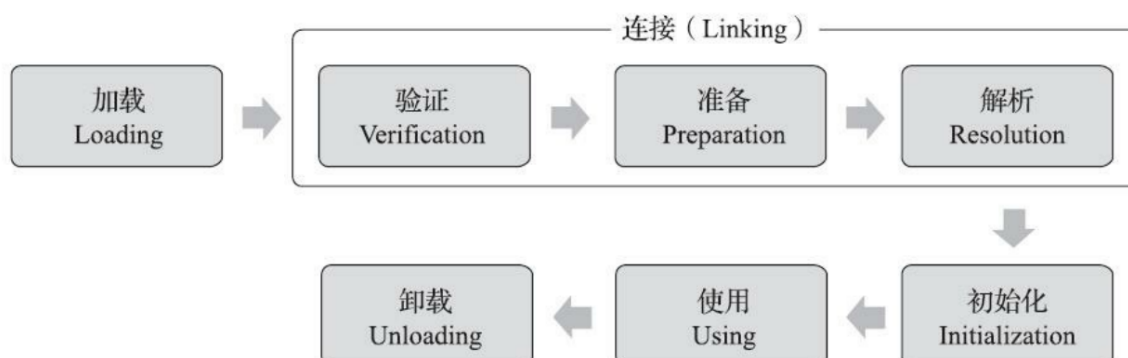 连接（Linking）
加载
Loading
验证
Verification
准备
Preparation
解析
Resolution
初始化
Initialization
使用
Using
卸载
Unloading